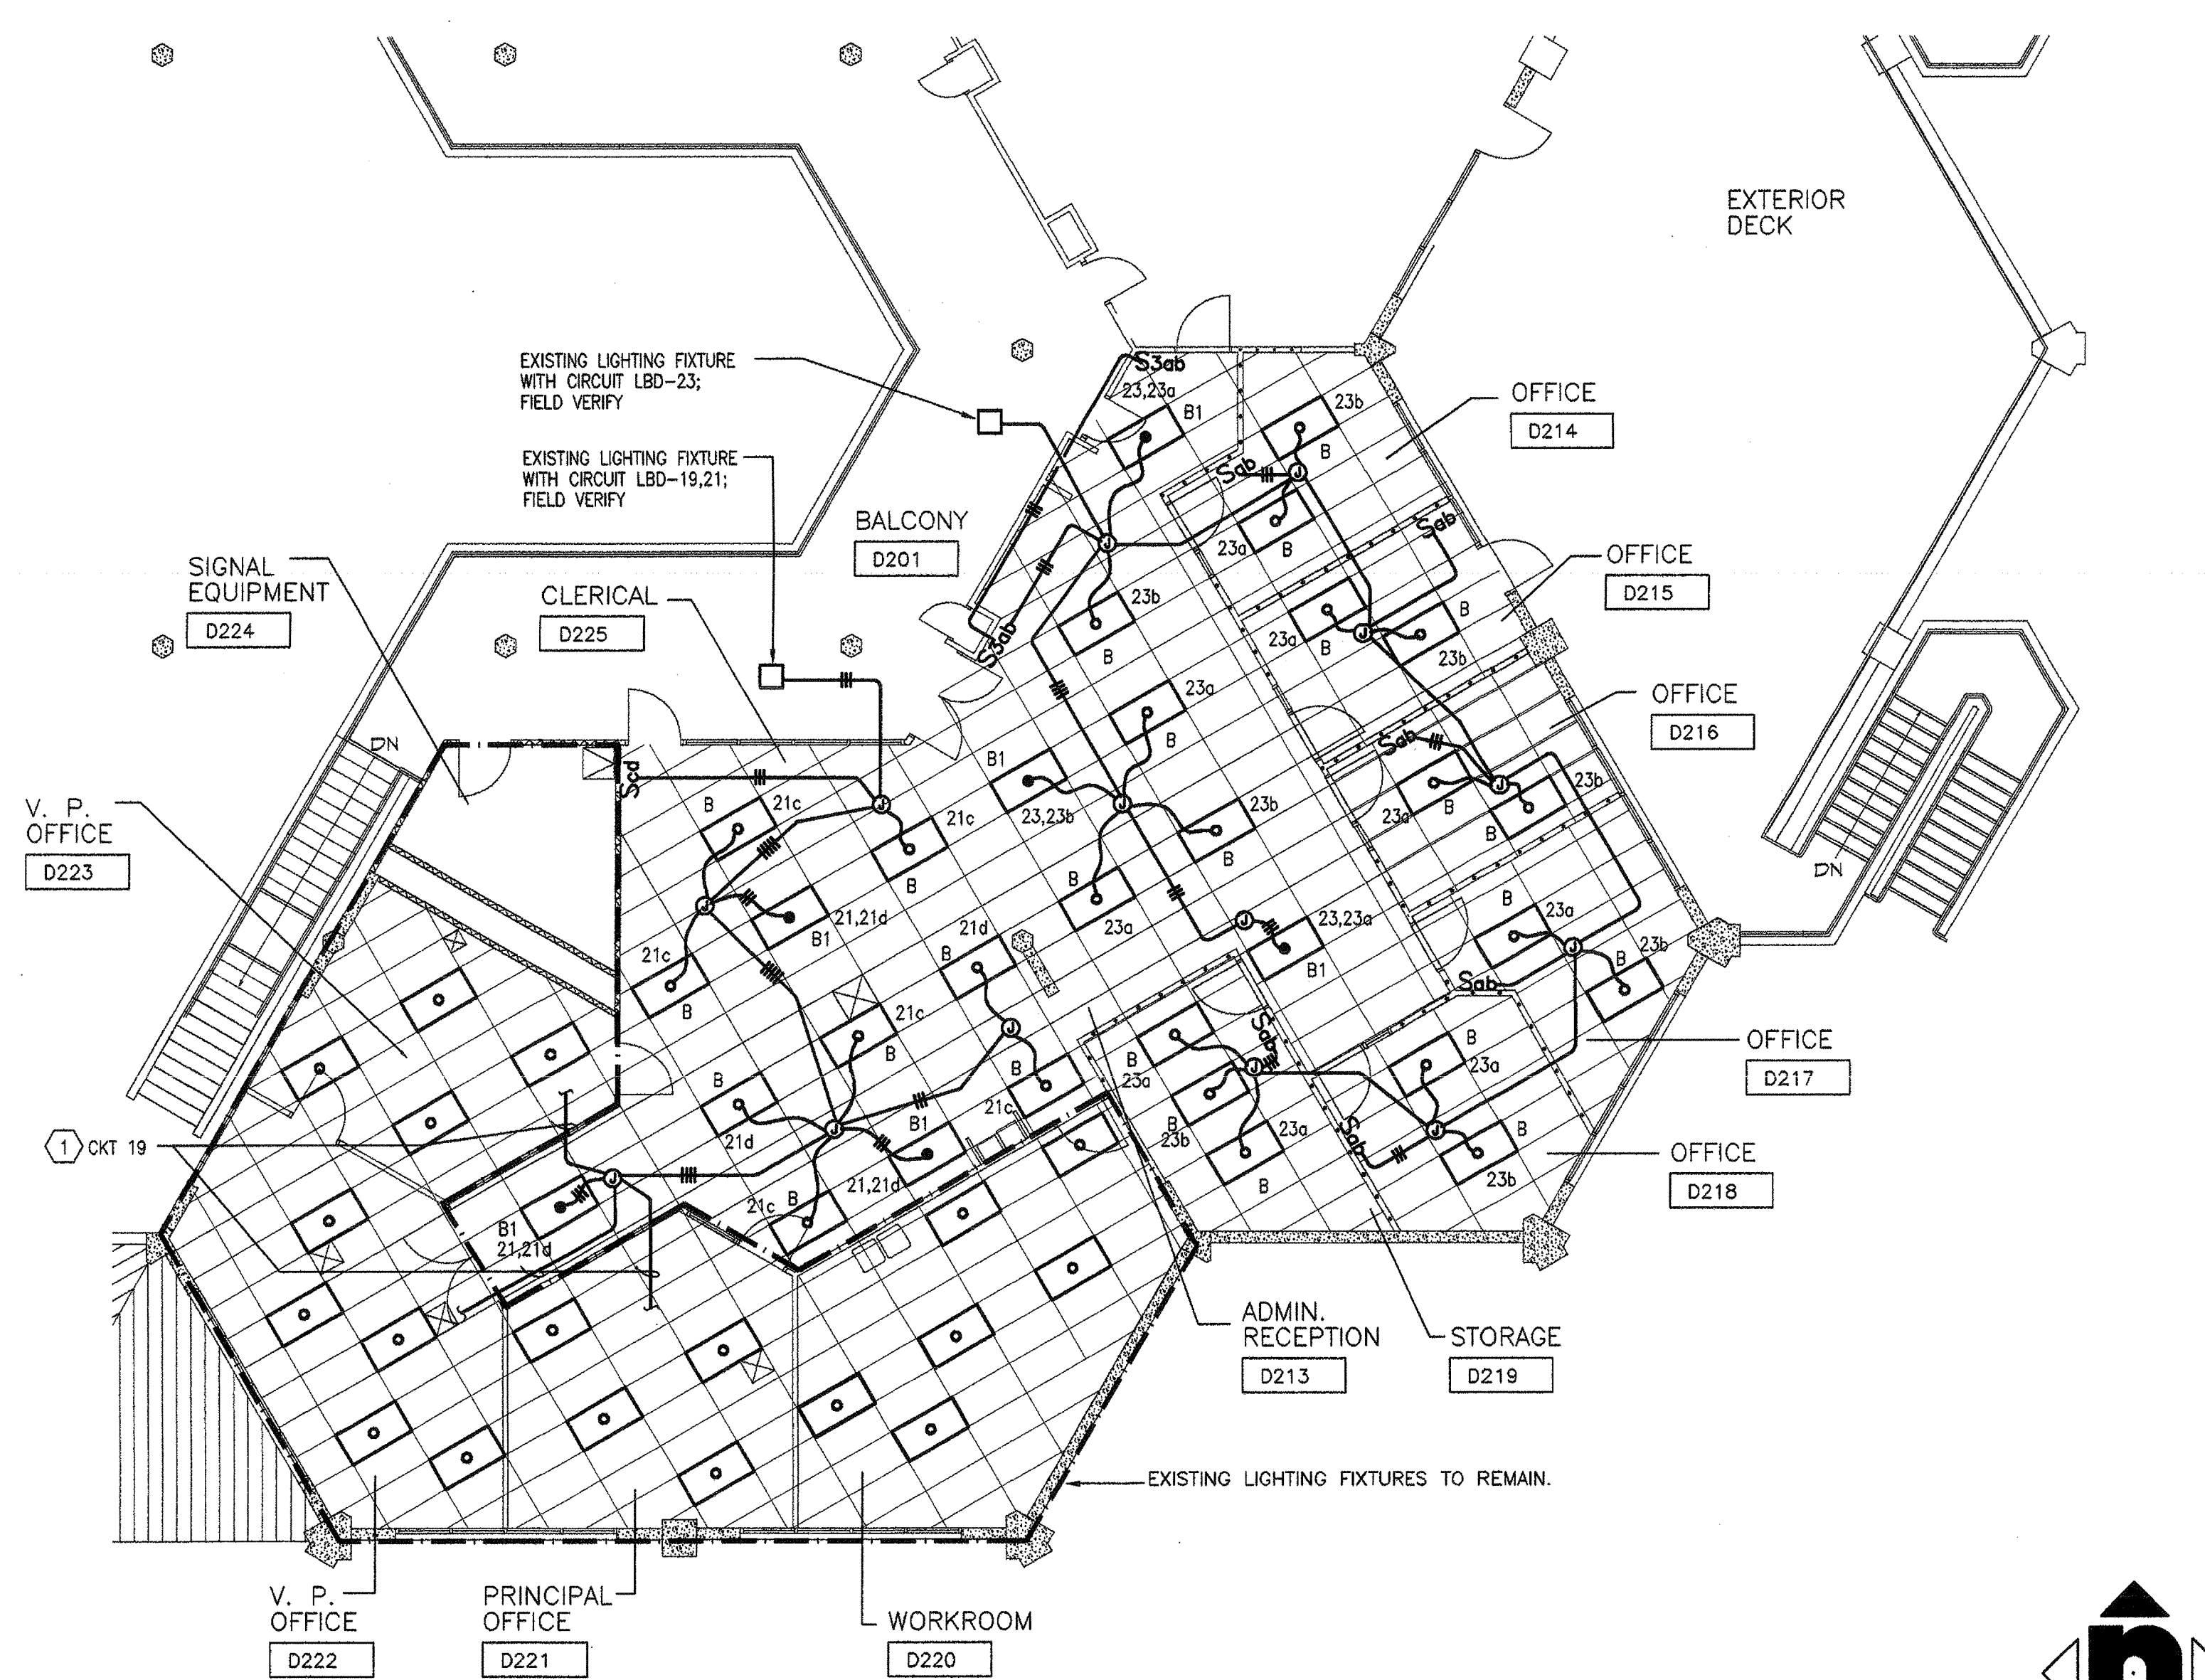 EXTERIOR
DECK
EXISTING LIGHTING FIXTURE
WITH CIRCUIT LBD-23;
FIELD VERIFY
EXISTING LIGHTING FIXTURE
WITH CIRCUIT LBD-19,21;
FIELD VERIFY
BALCONY
D201
SIGNAL
EQUIPMENT
D224
CLERICAL
D225
V. P.
OFFICE
D223
OFFICE
D214
OFFICE
D215
OFFICE
D216
OFFICE
D217
OFFICE
D218
S3ab
23,23a
B1
23b
B
Sab
23a
B
Sab
23b
B
S3ab
23a
B
B
23b
23a
B
B1
23,23b
23b
B
B
23a
Sab
23a
B
23b
B
DN
Scd
B
21c
21c
B
21,21d
B1
21c
B
21d
B
23,23a
B1
B
23a
B
23b
Sab
DN
21c
B
B
21d
21c
B1
21,21d
B
23a
B
23b
23a
B
Sab
B
23a
Sab
B
23b
1 CKT 19
B1
21,21d
21c
B
ADMIN.
RECEPTION
D213
STORAGE
D219
EXISTING LIGHTING FIXTURES TO REMAIN.
V. P.
OFFICE
D222
PRINCIPAL
OFFICE
D221
WORKROOM
D220
J
J
J
J
J
J
J
J
J
J
J
J
J
J
n